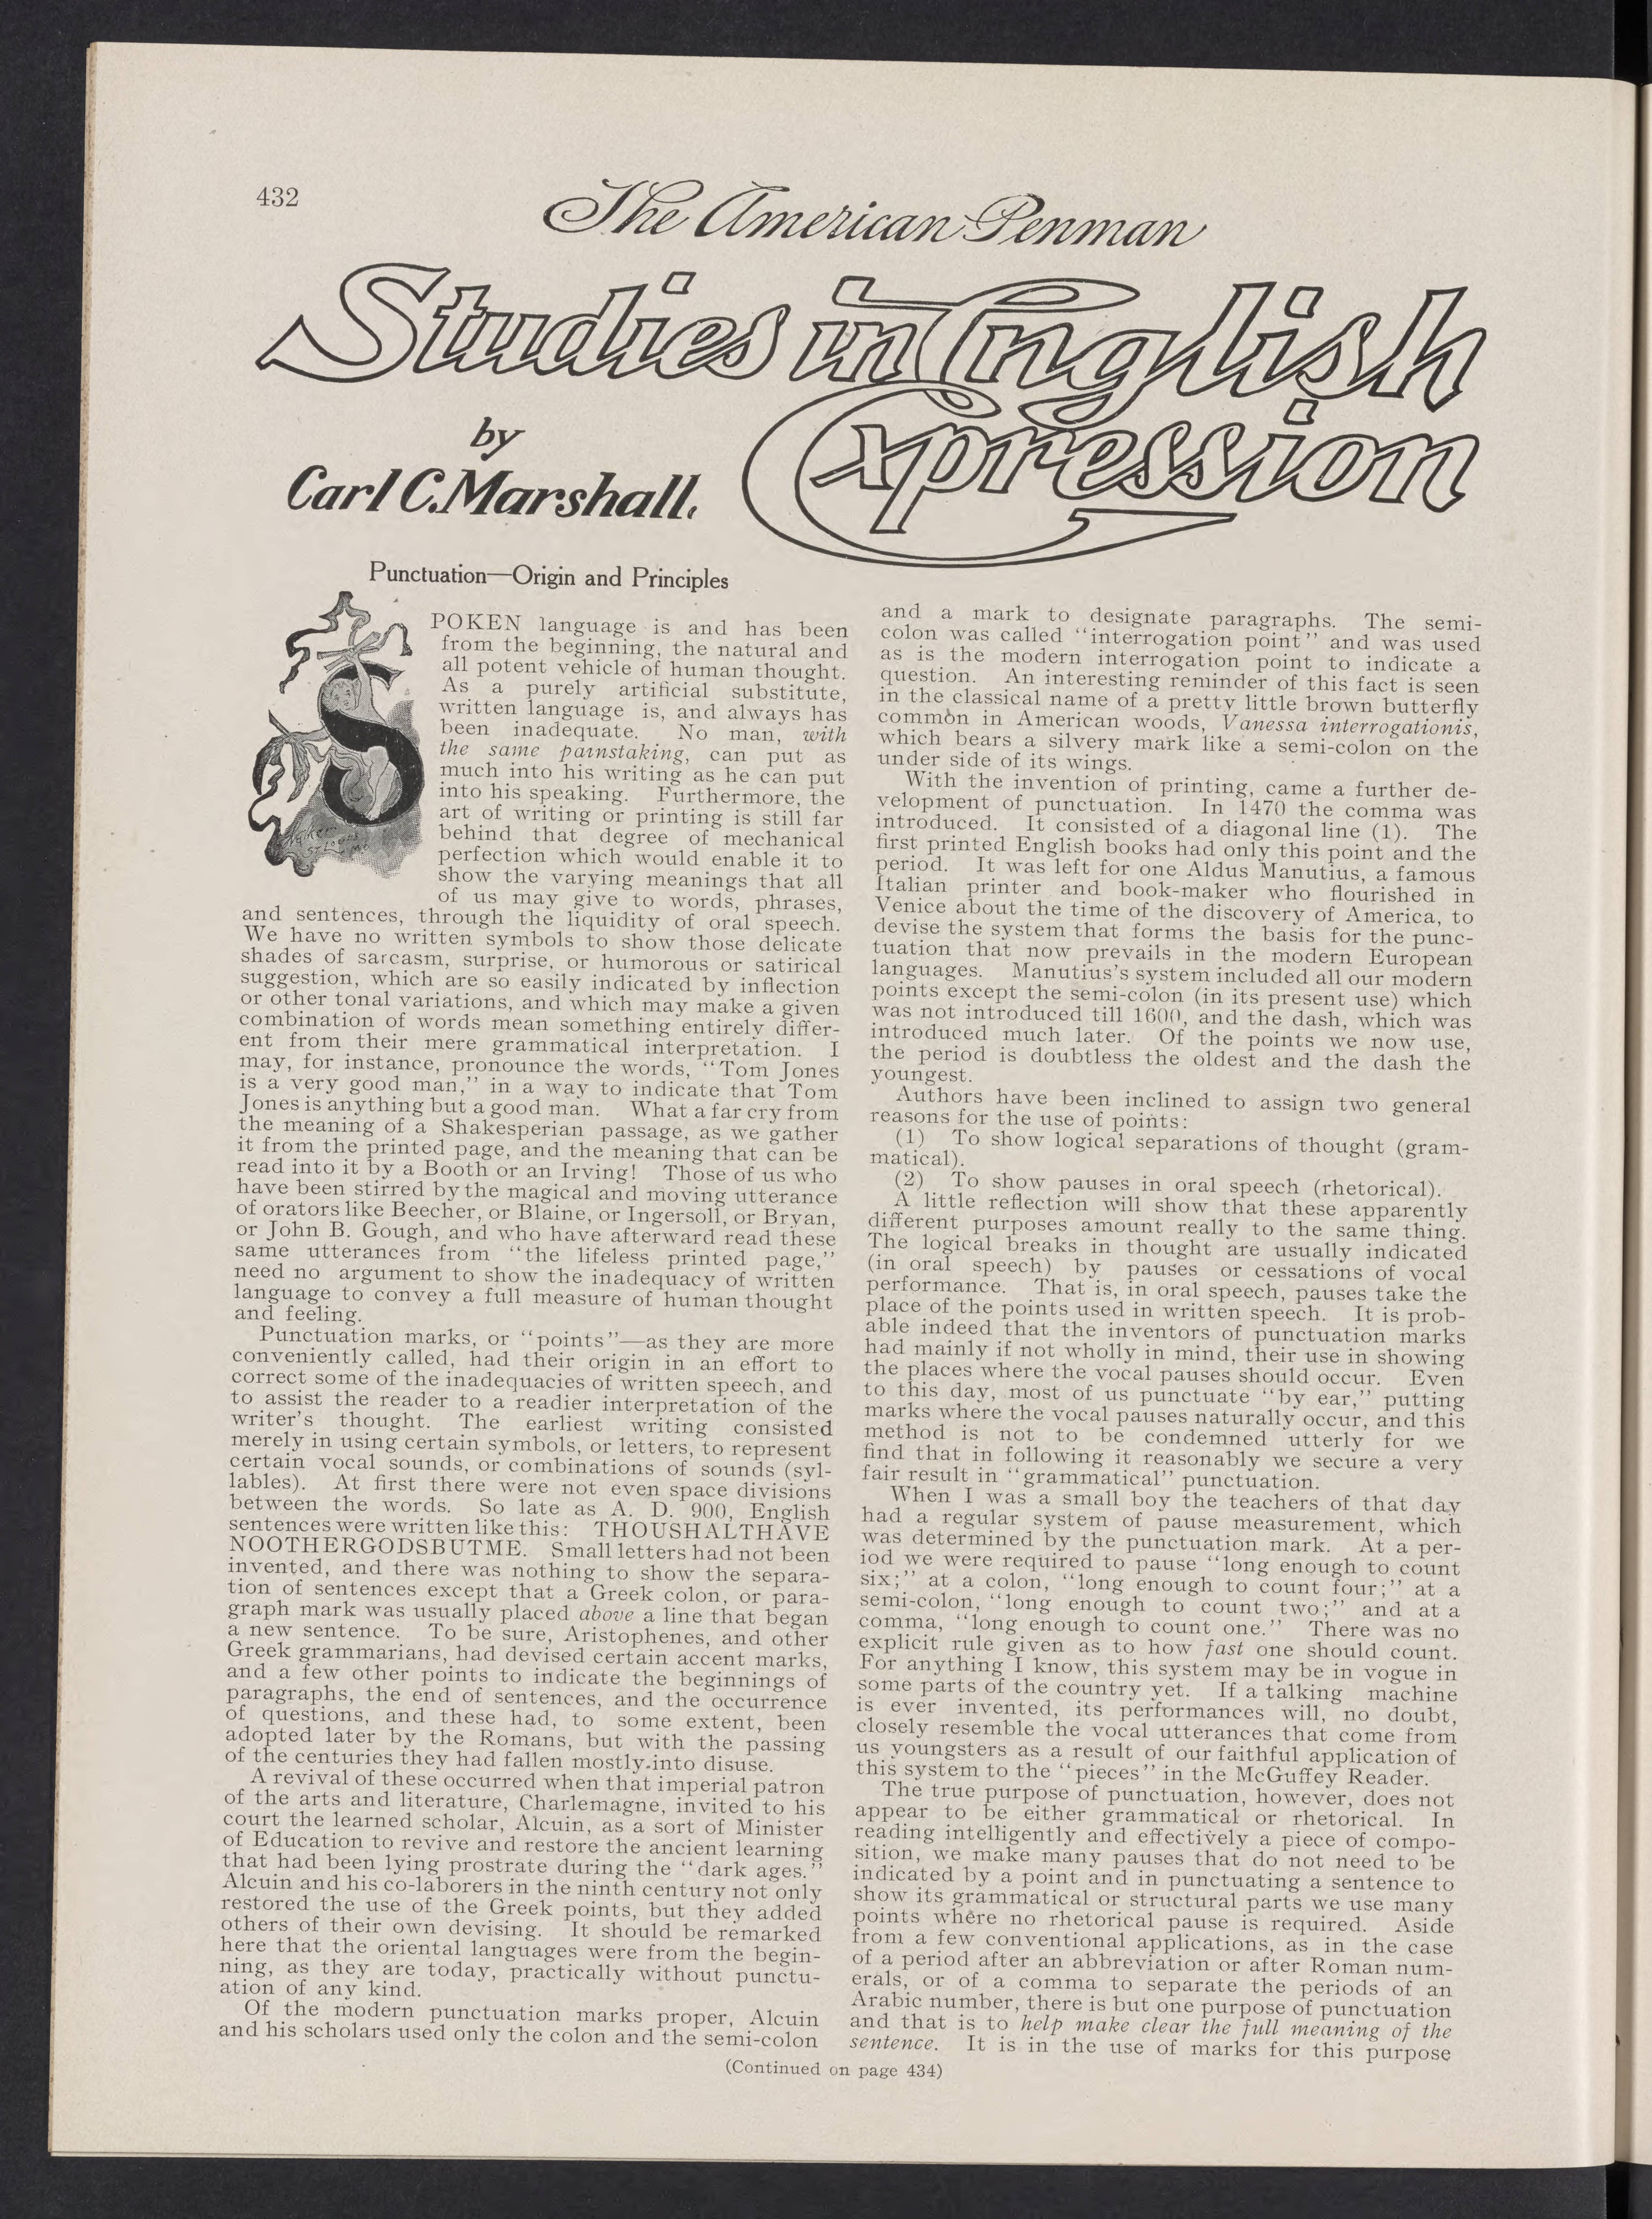 432
The American Penman
Studies in English
Expression
by
Carl C. Marshall.
Punctuation—Origin and Principles
SPOKEN language is and has been
from the beginning, the natural and
all potent vehicle of human thought.
As a purely artificial substitute,
written language is, and always has
been inadequate. No man, with
the same painstaking, can put as
much into his writing as he can put
into his speaking. Furthermore, the
art of writing or printing is still far
behind that degree of mechanical
perfection which would enable it to
show the varying meanings that all
of us may give to words, phrases,
and sentences, through the liquidity of oral speech.
We have no written symbols to show those delicate
shades of sarcasm, surprise, or humorous or satirical
suggestion, which are so easily indicated by inflection
or other tonal variations, and which may make a given
combination of words mean something entirely differ-
ent from their mere grammatical interpretation. I
may, for instance, pronounce the words, "Tom Jones
is a very good man," in a way to indicate that Tom
Jones is anything but a good man. What a far cry from
the meaning of a Shakesperian passage, as we gather
it from the printed page, and the meaning that can be
read into it by a Booth or an Irving! Those of us who
have been stirred by the magical and moving utterance
of orators like Beecher, or Blaine, or Ingersoll, or Bryan,
or John B. Gough, and who have afterward read these
same utterances from "the lifeless printed page,"
need no argument to show the inadequacy of written
language to convey a full measure of human thought
and feeling.
Punctuation marks, or "points"—as they are more
conveniently called, had their origin in an effort to
correct some of the inadequacies of written speech, and
to assist the reader to a readier interpretation of the
writer's thought. The earliest writing consisted
merely in using certain symbols, or letters, to represent
certain vocal sounds, or combinations of sounds (syl-
lables). At first there were not even space divisions
between the words. So late as A. D. 900, English
sentences were written like this: THOUSHALTHAVE
NOOTHERGODSBUTME. Small letters had not been
invented, and there was nothing to show the separa-
tion of sentences except that a Greek colon, or para-
graph mark was usually placed above a line that began
a new sentence. To be sure, Aristophenes, and other
Greek grammarians, had devised certain accent marks,
and a few other points to indicate the beginnings of
paragraphs, the end of sentences, and the occurrence
of questions, and these had, to some extent, been
adopted later by the Romans, but with the passing
of the centuries they had fallen mostly into disuse.
A revival of these occurred when that imperial patron
of the arts and literature, Charlemagne, invited to his
court the learned scholar, Alcuin, as a sort of Minister
of Education to revive and restore the ancient learning
that had been lying prostrate during the "dark ages."
Alcuin and his co-laborers in the ninth century not only
restored the use of the Greek points, but they added
others of their own devising. It should be remarked
here that the oriental languages were from the begin-
ning, as they are today, practically without punctu-
ation of any kind.
Of the modern punctuation marks proper, Alcuin
and his scholars used only the colon and the semi-colon
and a mark to designate paragraphs. The semi-
colon was called "interrogation point" and was used
as is the modern interrogation point to indicate a
question. An interesting reminder of this fact is seen
in the classical name of a pretty little brown butterfly
common in American woods, Vanessa interrogationis,
which bears a silvery mark like a semi-colon on the
under side of its wings.
With the invention of printing, came a further de-
velopment of punctuation. In 1470 the comma was
introduced. It consisted of a diagonal line (1). The
first printed English books had only this point and the
period. It was left for one Aldus Manutius, a famous
Italian printer and book-maker who flourished in
Venice about the time of the discovery of America, to
devise the system that forms the basis for the punc-
tuation that now prevails in the modern European
languages. Manutius's system included all our modern
points except the semi-colon (in its present use) which
was not introduced till 1600, and the dash, which was
introduced much later. Of the points we now use,
the period is doubtless the oldest and the dash the
youngest.
Authors have been inclined to assign two general
reasons for the use of points:
(1) To show logical separations of thought (gram-
matical).
(2) To show pauses in oral speech (rhetorical).
A little reflection will show that these apparently
different purposes amount really to the same thing.
The logical breaks in thought are usually indicated
(in oral speech) by pauses or cessations of vocal
performance. That is, in oral speech, pauses take the
place of the points used in written speech. It is prob-
able indeed that the inventors of punctuation marks
had mainly if not wholly in mind, their use in showing
the places where the vocal pauses should occur. Even
to this day, most of us punctuate "by ear," putting
marks where the vocal pauses naturally occur, and this
method is not to be condemned utterly for we
find that in following it reasonably we secure a very
fair result in "grammatical" punctuation.
When I was a small boy the teachers of that day
had a regular system of pause measurement, which
was determined by the punctuation mark. At a per-
iod we were required to pause "long enough to count
six;" at a colon, "long enough to count four;" at a
semi-colon, "long enough to count two;" and at a
comma, "long enough to count one." There was no
explicit rule given as to how fast one should count.
For anything I know, this system may be in vogue in
some parts of the country yet. If a talking machine
is ever invented, its performances will, no doubt,
closely resemble the vocal utterances that come from
us youngsters as a result of our faithful application of
this system to the "pieces" in the McGuffey Reader.
The true purpose of punctuation, however, does not
appear to be either grammatical or rhetorical. In
reading intelligently and effectively a piece of compo-
sition, we make many pauses that do not need to be
indicated by a point and in punctuating a sentence to
show its grammatical or structural parts we use many
points where no rhetorical pause is required. Aside
from a few conventional applications, as in the case
of a period after an abbreviation or after Roman num-
erals, or of a comma to separate the periods of an
Arabic number, there is but one purpose of punctuation
and that is to help make clear the full meaning of the
sentence. It is in the use of marks for this purpose
(Continued on page 434)